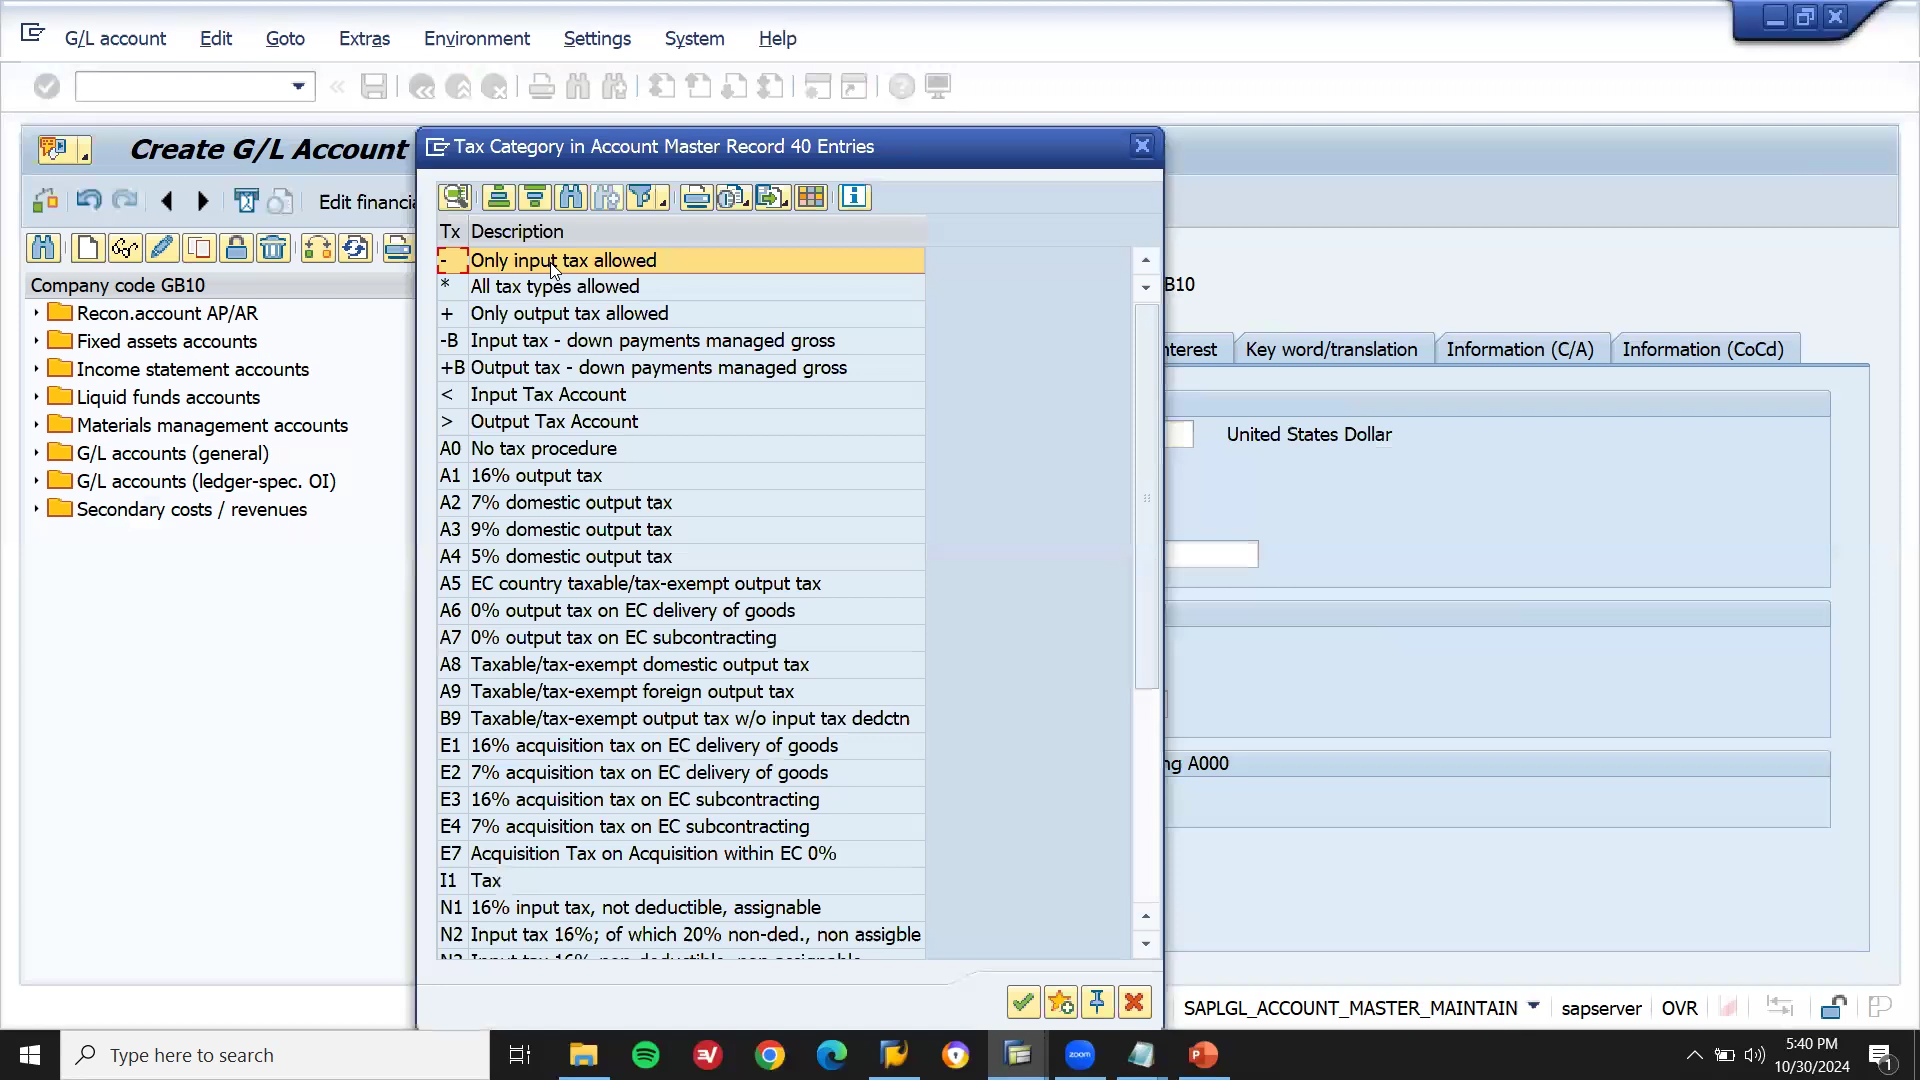 G/L account Edit Goto Extras Environment Settings System Help
Create G/L Account
Edit financia
Company code GB10
Recon.account AP/AR
Fixed assets accounts
Income statement accounts
Liquid funds accounts
Materials management accounts
G/L accounts (general)
G/L accounts (ledger-spec. OI)
Secondary costs / revenues
Tax Category in Account Master Record 40 Entries
Tx Description
- Only input tax allowed
* All tax types allowed
+ Only output tax allowed
-B Input tax - down payments managed gross
+B Output tax - down payments managed gross
< Input Tax Account
> Output Tax Account
A0 No tax procedure
A1 16% output tax
A2 7% domestic output tax
A3 9% domestic output tax
A4 5% domestic output tax
A5 EC country taxable/tax-exempt output tax
A6 0% output tax on EC delivery of goods
A7 0% output tax on EC subcontracting
A8 Taxable/tax-exempt domestic output tax
A9 Taxable/tax-exempt foreign output tax
B9 Taxable/tax-exempt output tax w/o input tax dedctn
E1 16% acquisition tax on EC delivery of goods
E2 7% acquisition tax on EC delivery of goods
E3 16% acquisition tax on EC subcontracting
E4 7% acquisition tax on EC subcontracting
E7 Acquisition Tax on Acquisition within EC 0%
I1 Tax
N1 16% input tax, not deductible, assignable
N2 Input tax 16%; of which 20% non-ded., non assigble
B10
nterest Key word/translation Information (C/A) Information (CoCd)
United States Dollar
ng A000
SAPLGL_ACCOUNT_MASTER_MAINTAIN sapserver OVR
Type here to search
zoom
5:40 PM
10/30/2024
1